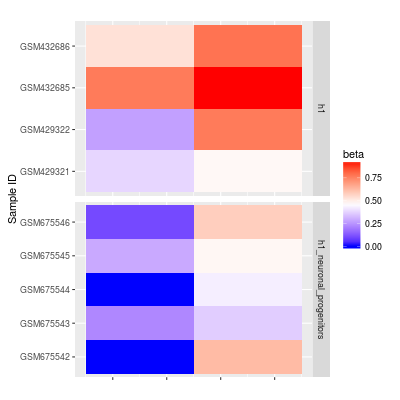 GSM432686
GSM432685
GSM429322
GSM429321
h1
Sample ID
GSM675546
GSM675545
GSM675544
GSM675543
GSM675542
h1_neuronal_progenitors
beta
0.75
0.50
0.25
0.00